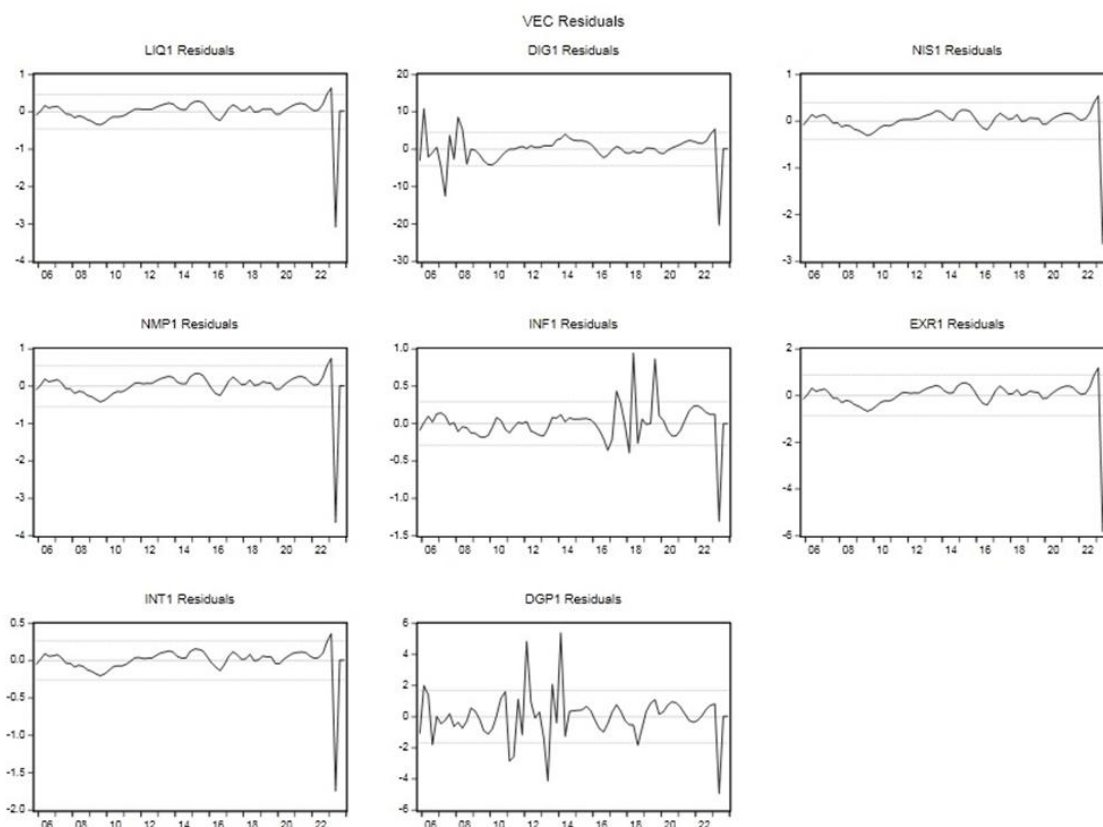 VEC Residuals
LIQ1 Residuals
1
0
-1
-2
-3
-4
06 08 10 12 14 16 18 20 22
DIG1 Residuals
20
10
0
-10
-20
-30
06 08 10 12 14 16 18 20 22
NIS1 Residuals
1
0
-1
-2
-3
06 08 10 12 14 16 18 20 22
NMP1 Residuals
1
0
-1
-2
-3
-4
06 08 10 12 14 16 18 20 22
INF1 Residuals
1.0
0.5
0.0
-0.5
-1.0
-1.5
06 08 10 12 14 16 18 20 22
EXR1 Residuals
2
0
-2
-4
-6
06 08 10 12 14 16 18 20 22
INT1 Residuals
0.5
0.0
-0.5
-1.0
-1.5
-2.0
06 08 10 12 14 16 18 20 22
DGP1 Residuals
6
4
2
0
-2
-4
-6
06 08 10 12 14 16 18 20 22